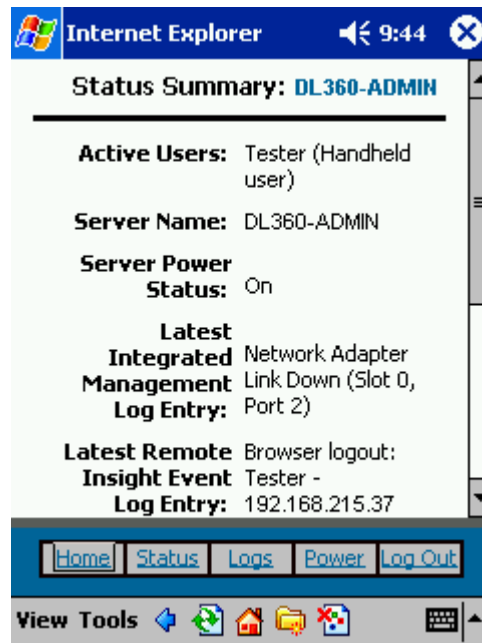 Internet Explorer 9:44
Status Summary: DL360-ADMIN
Active Users: Tester (Handheld
user)
Server Name: DL360-ADMIN
Server Power
Status: On
Latest
Integrated Network Adapter
Management Link Down (Slot 0,
Log Entry: Port 2)
Latest Remote Browser logout:
Insight Event Tester -
Log Entry: 192.168.215.37
Home Status Logs Power Log Out
View Tools